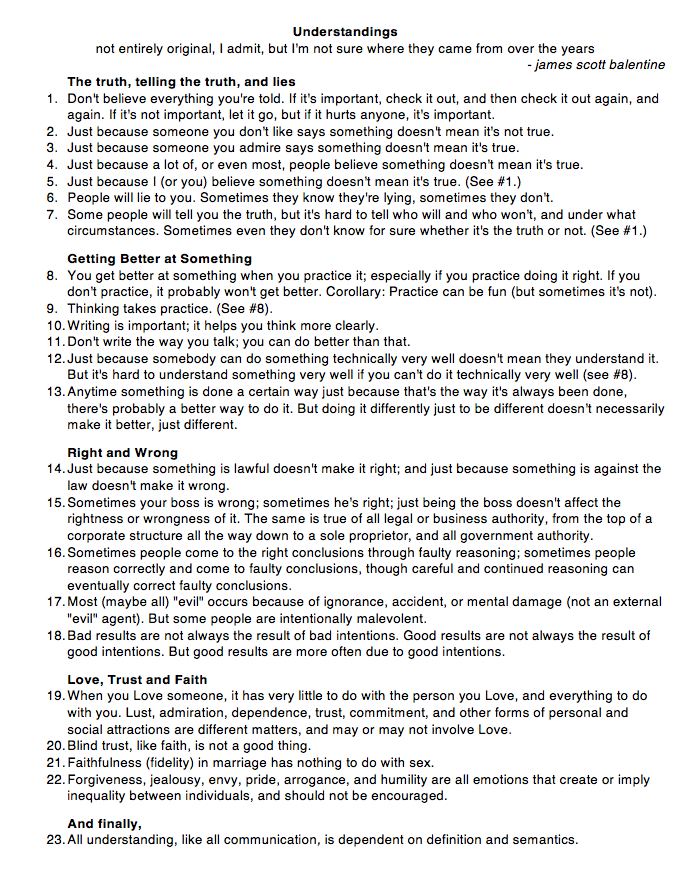 Understandings
not entirely original, I admit, but I'm not sure where they came from over the years
- james scott balentine
The truth, telling the truth, and lies
1. Don't believe everything you're told. If it's important, check it out, and then check it out again, and
again. If it's not important, let it go, but if it hurts anyone, it's important.
2. Just because someone you don't like says something doesn't mean it's not true.
3. Just because someone you admire says something doesn't mean it's true.
4. Just because a lot of, or even most, people believe something doesn't mean it's true.
5. Just because I (or you) believe something doesn't mean it's true. (See #1.)
6. People will lie to you. Sometimes they know they're lying, sometimes they don't.
7. Some people will tell you the truth, but it's hard to tell who will and who won't, and under what
circumstances. Sometimes even they don't know for sure whether it's the truth or not. (See #1.)
Getting Better at Something
8. You get better at something when you practice it; especially if you practice doing it right. If you
don't practice, it probably won't get better. Corollary: Practice can be fun (but sometimes it's not).
9. Thinking takes practice. (See #8).
10. Writing is important; it helps you think more clearly.
11. Don't write the way you talk; you can do better than that.
12. Just because somebody can do something technically very well doesn't mean they understand it.
But it's hard to understand something very well if you can't do it technically very well (see #8).
13. Anytime something is done a certain way just because that's the way it's always been done,
there's probably a better way to do it. But doing it differently just to be different doesn't necessarily
make it better, just different.
Right and Wrong
14. Just because something is lawful doesn't make it right; and just because something is against the
law doesn't make it wrong.
15. Sometimes your boss is wrong; sometimes he's right; just being the boss doesn't affect the
rightness or wrongness of it. The same is true of all legal or business authority, from the top of a
corporate structure all the way down to a sole proprietor, and all government authority.
16. Sometimes people come to the right conclusions through faulty reasoning; sometimes people
reason correctly and come to faulty conclusions, though careful and continued reasoning can
eventually correct faulty conclusions.
17. Most (maybe all) "evil" occurs because of ignorance, accident, or mental damage (not an external
"evil" agent). But some people are intentionally malevolent.
18. Bad results are not always the result of bad intentions. Good results are not always the result of
good intentions. But good results are more often due to good intentions.
Love, Trust and Faith
19. When you Love someone, it has very little to do with the person you Love, and everything to do
with you. Lust, admiration, dependence, trust, commitment, and other forms of personal and
social attractions are different matters, and may or may not involve Love.
20. Blind trust, like faith, is not a good thing.
21. Faithfulness (fidelity) in marriage has nothing to do with sex.
22. Forgiveness, jealousy, envy, pride, arrogance, and humility are all emotions that create or imply
inequality between individuals, and should not be encouraged.
And finally,
23. All understanding, like all communication, is dependent on definition and semantics.